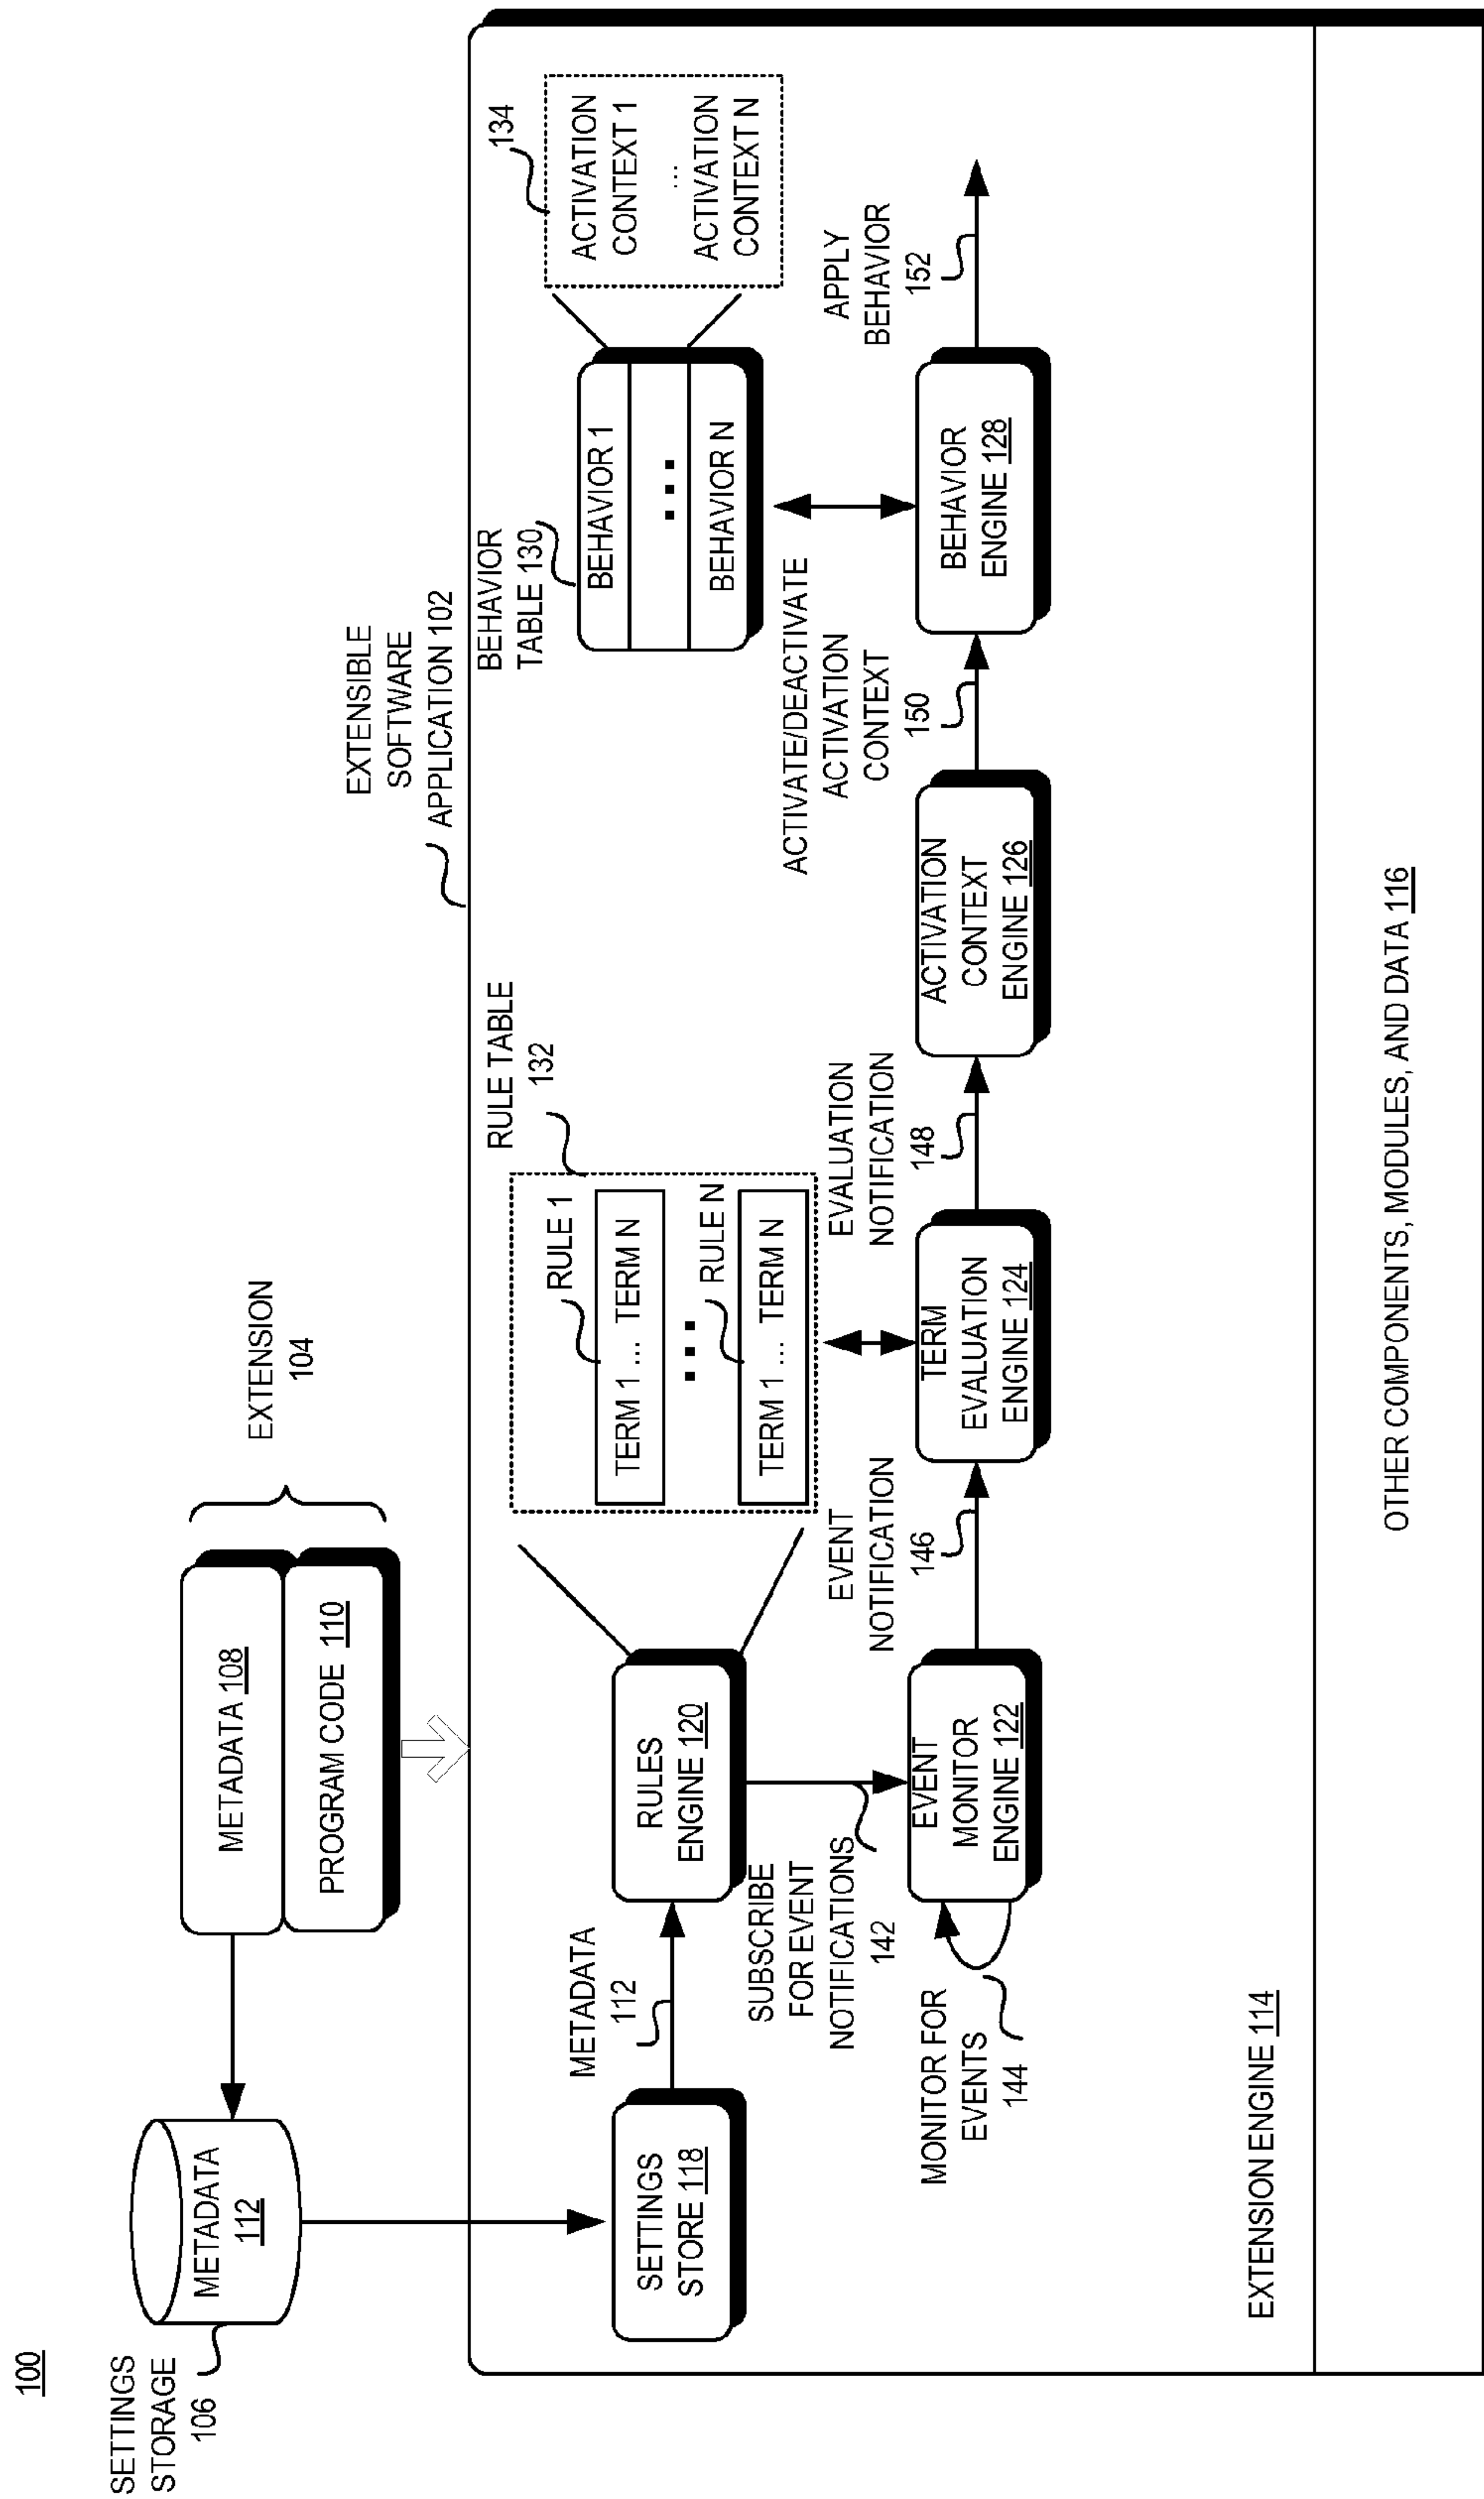 100
SETTINGS
STORAGE
106
METADATA
112
METADATA 108
PROGRAM CODE 110
EXTENSION
104
EXTENSIBLE
SOFTWARE
APPLICATION 102
SETTINGS
STORE 118
METADATA
112
RULES
ENGINE 120
RULE TABLE
132
RULE 1
TERM 1 ... TERM N
...
RULE N
TERM 1 ... TERM N
BEHAVIOR
TABLE 130
BEHAVIOR 1
...
BEHAVIOR N
134
ACTIVATION
CONTEXT 1
...
ACTIVATION
CONTEXT N
SUBSCRIBE
FOR EVENT
NOTIFICATIONS
142
MONITOR FOR
EVENTS
144
EVENT
MONITOR
ENGINE 122
EVENT
NOTIFICATION
146
TERM
EVALUATION
ENGINE 124
EVALUATION
NOTIFICATION
148
ACTIVATION
CONTEXT
ENGINE 126
ACTIVATE/DEACTIVATE
ACTIVATION
CONTEXT
150
BEHAVIOR
ENGINE 128
APPLY
BEHAVIOR
152
EXTENSION ENGINE 114
OTHER COMPONENTS, MODULES, AND DATA 116